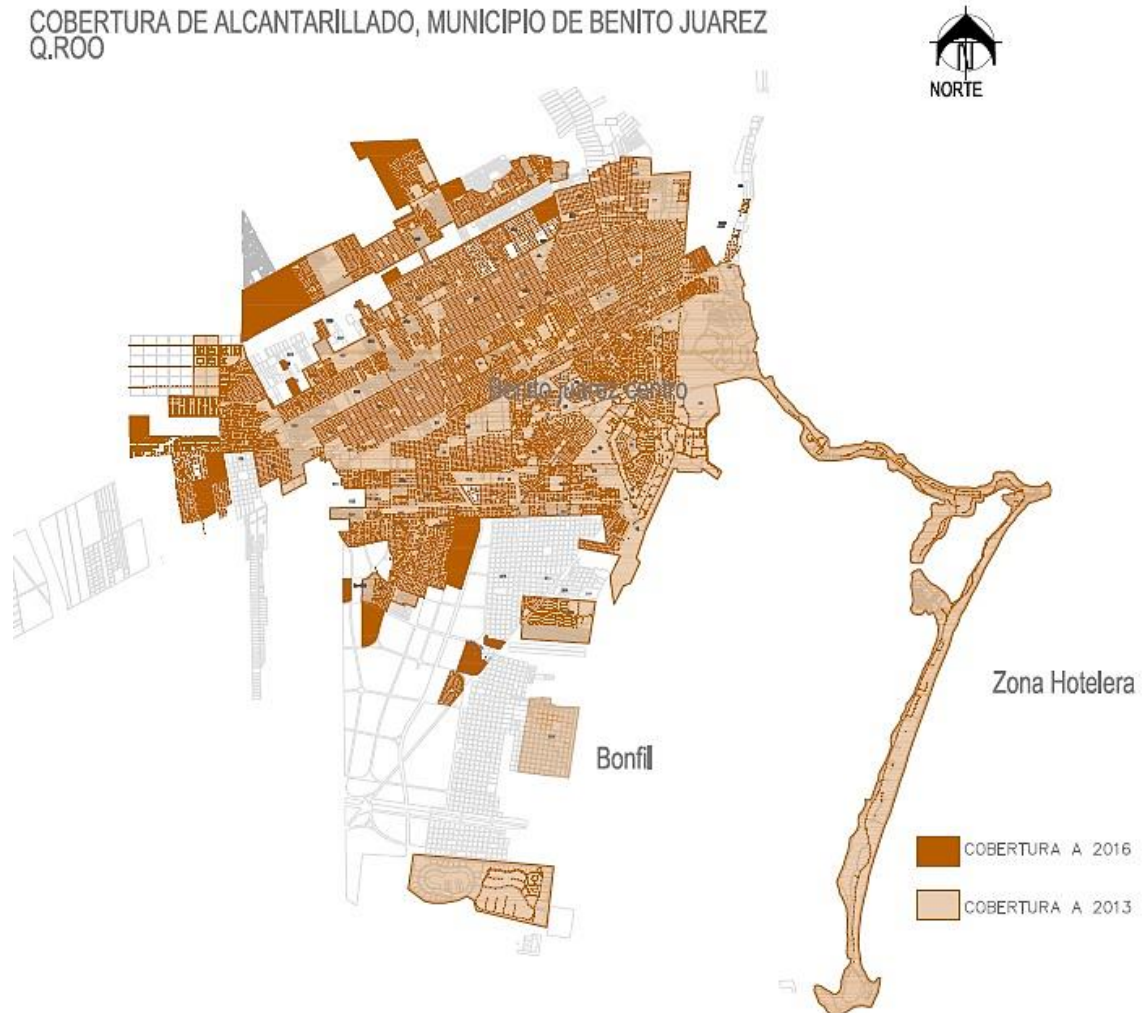 COBERTURA DE ALCANTARILLADO, MUNICIPIO DE BENITO JUAREZ
Q.ROO
NORTE
Benito juarez centro
Zona Hotelera
Bonfil
COBERTURA A 2016
COBERTURA A 2013